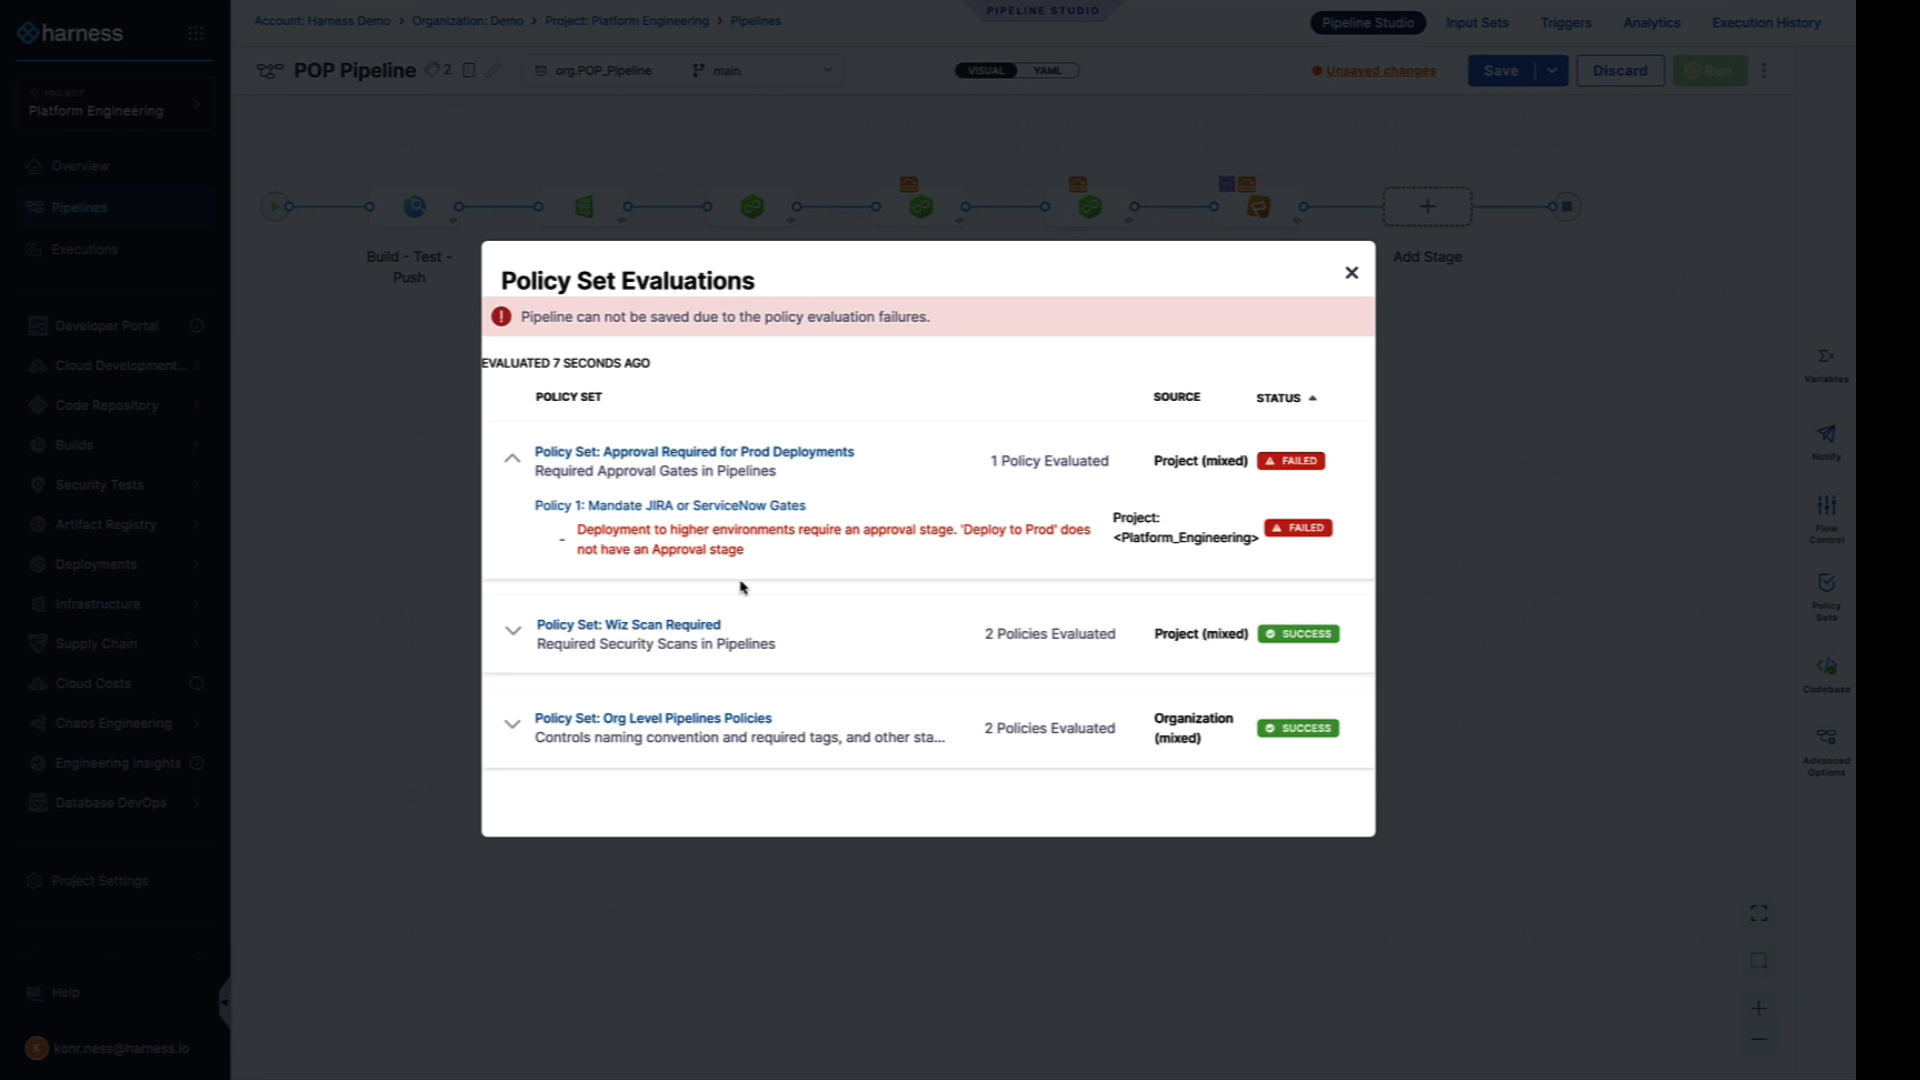 PIPELINE STUDIO
harness
Account: Harness Demo > Organization: Demo > Project: Platform Engineering > Pipelines
Pipeline Studio
Input Sets
Triggers
Analytics
Execution History
POP Pipeline
2
org.POP_Pipeline
main
VISUAL
YAML
Unsaved changes
Save
Discard
Run
PROJECT
Platform Engineering
Overview
Pipelines
Executions
Developer Portal
Cloud Development...
Code Repository
Builds
Security Tests
Artifact Registry
Deployments
Infrastructure
Supply Chain
Cloud Costs
Chaos Engineering
Engineering Insights
Database DevOps
Project Settings
Help
konr.ness@harness.io
Build - Test -
Push
Add Stage
Policy Set Evaluations
Pipeline can not be saved due to the policy evaluation failures.
EVALUATED 7 SECONDS AGO
POLICY SET
SOURCE
STATUS
Policy Set: Approval Required for Prod Deployments
Required Approval Gates in Pipelines
1 Policy Evaluated
Project (mixed)
FAILED
Policy 1: Mandate JIRA or ServiceNow Gates
- Deployment to higher environments require an approval stage. 'Deploy to Prod' does
not have an Approval stage
Project:
<Platform_Engineering>
FAILED
Policy Set: Wiz Scan Required
Required Security Scans in Pipelines
2 Policies Evaluated
Project (mixed)
SUCCESS
Policy Set: Org Level Pipelines Policies
Controls naming convention and required tags, and other sta...
2 Policies Evaluated
Organization
(mixed)
SUCCESS
Variables
Notify
Flow
Control
Policy
Sets
Codebase
Advanced
Options